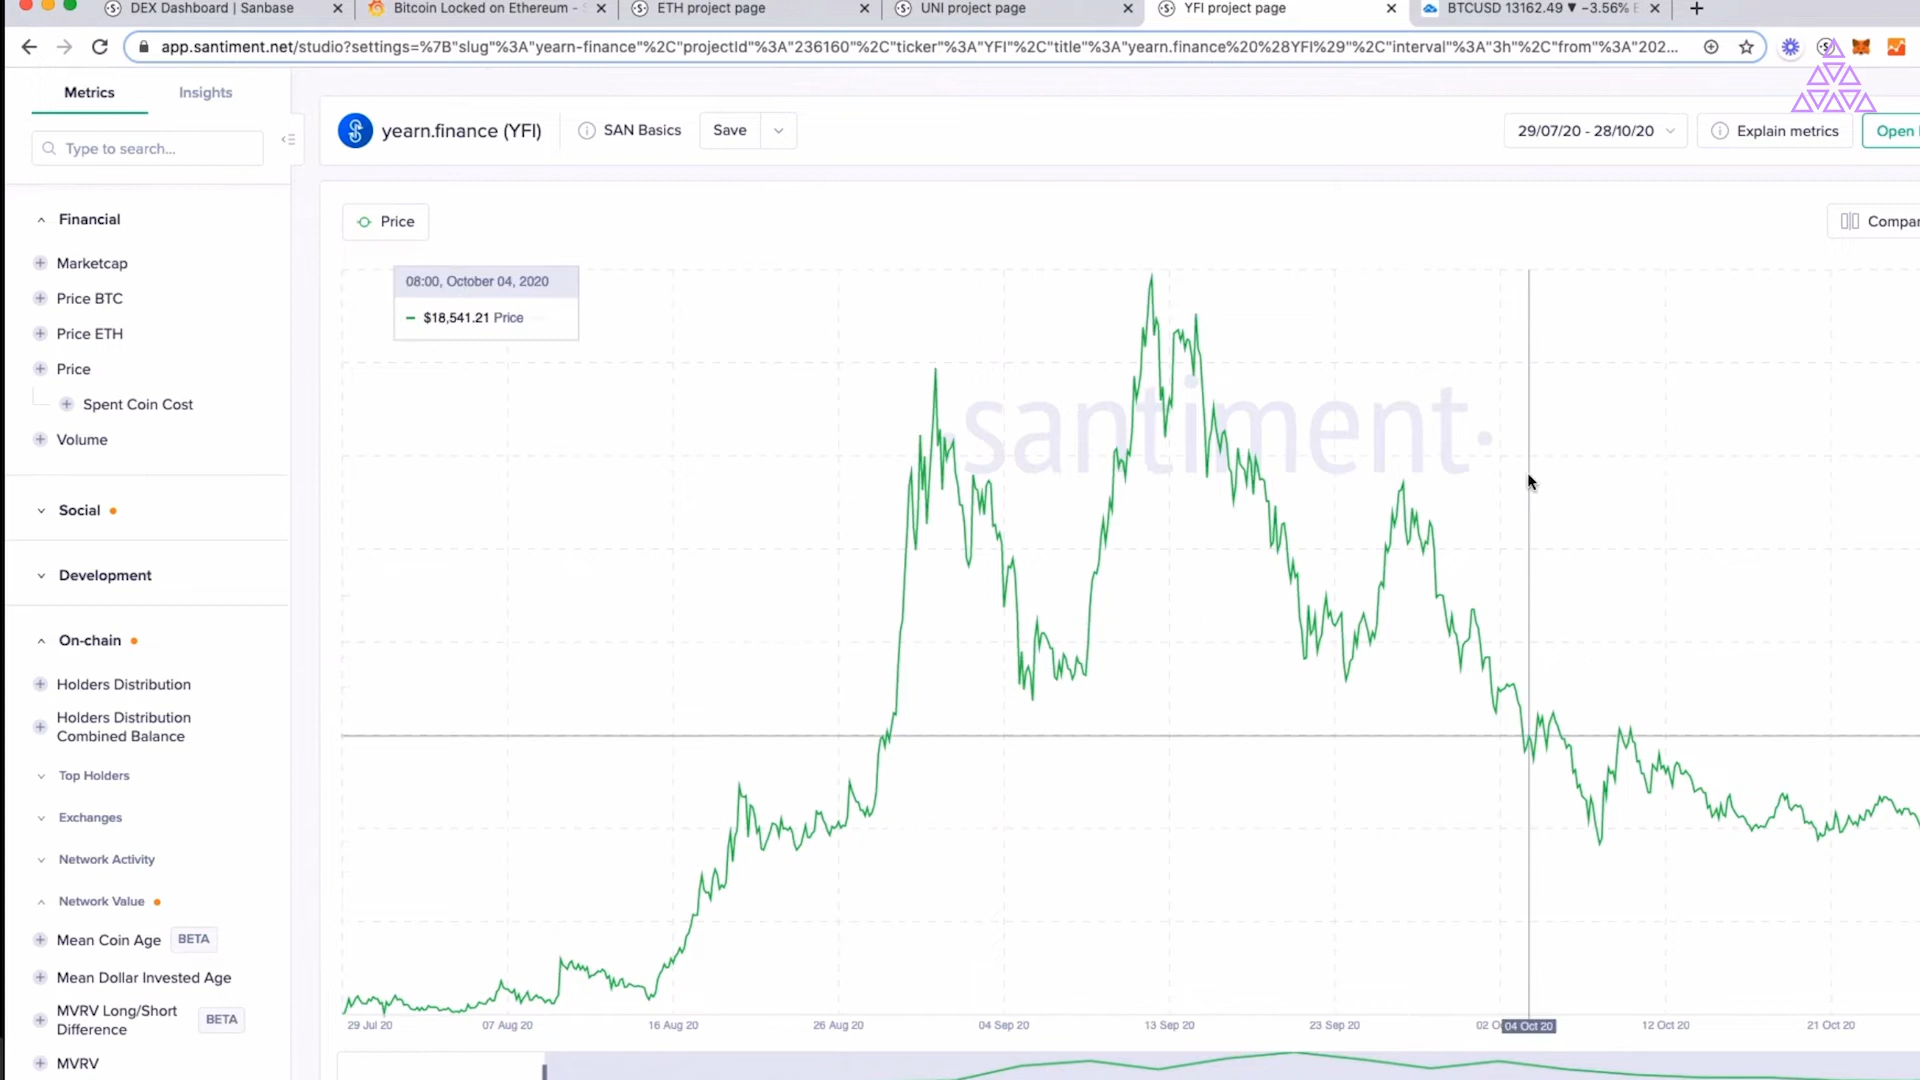 DEX Dashboard | Sanbase
Bitcoin Locked on Ethereum -
ETH project page
UNI project page
YFI project page
BTCUSD 13162.49 ▼ −3.56%
app.santiment.net/studio?settings=%7B"slug"%3A"yearn-finance"%2C"projectId"%3A"236160"%2C"ticker"%3A"YFI"%2C"title"%3A"yearn.finance%20%28YFI%29"%2C"interval"%3A"3h"%2C"from"%3A"202...
Metrics
Insights
Type to search...
yearn.finance (YFI)
SAN Basics
Save
29/07/20 - 28/10/20
Explain metrics
Open
Financial
Marketcap
Price BTC
Price ETH
Price
Spent Coin Cost
Volume
Social
Development
On-chain
Holders Distribution
Holders Distribution
Combined Balance
Top Holders
Exchanges
Network Activity
Network Value
Mean Coin Age BETA
Mean Dollar Invested Age
MVRV Long/Short
Difference
BETA
MVRV
Price
Compar
08:00, October 04, 2020
$18,541.21 Price
santiment.
29 Jul 20
07 Aug 20
16 Aug 20
26 Aug 20
04 Sep 20
13 Sep 20
23 Sep 20
02 O
04 Oct 20
12 Oct 20
21 Oct 20